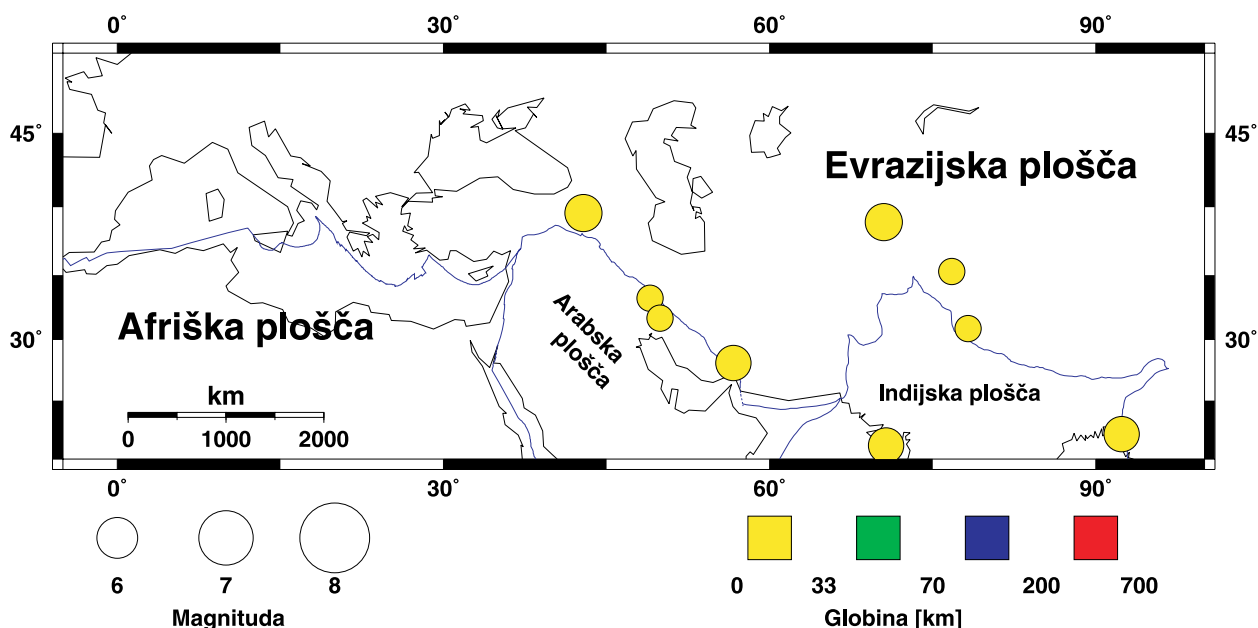 0˚ 30˚ 60˚ 90˚
45˚ 45˚
Evrazijska plošča
Afriška plošča
Arabska
plošča
30˚ 30˚
Indijska plošča
km
0 1000 2000
0˚ 30˚ 60˚ 90˚
6 7 8
0 33 70 200 700
Magnituda
Globina [km]